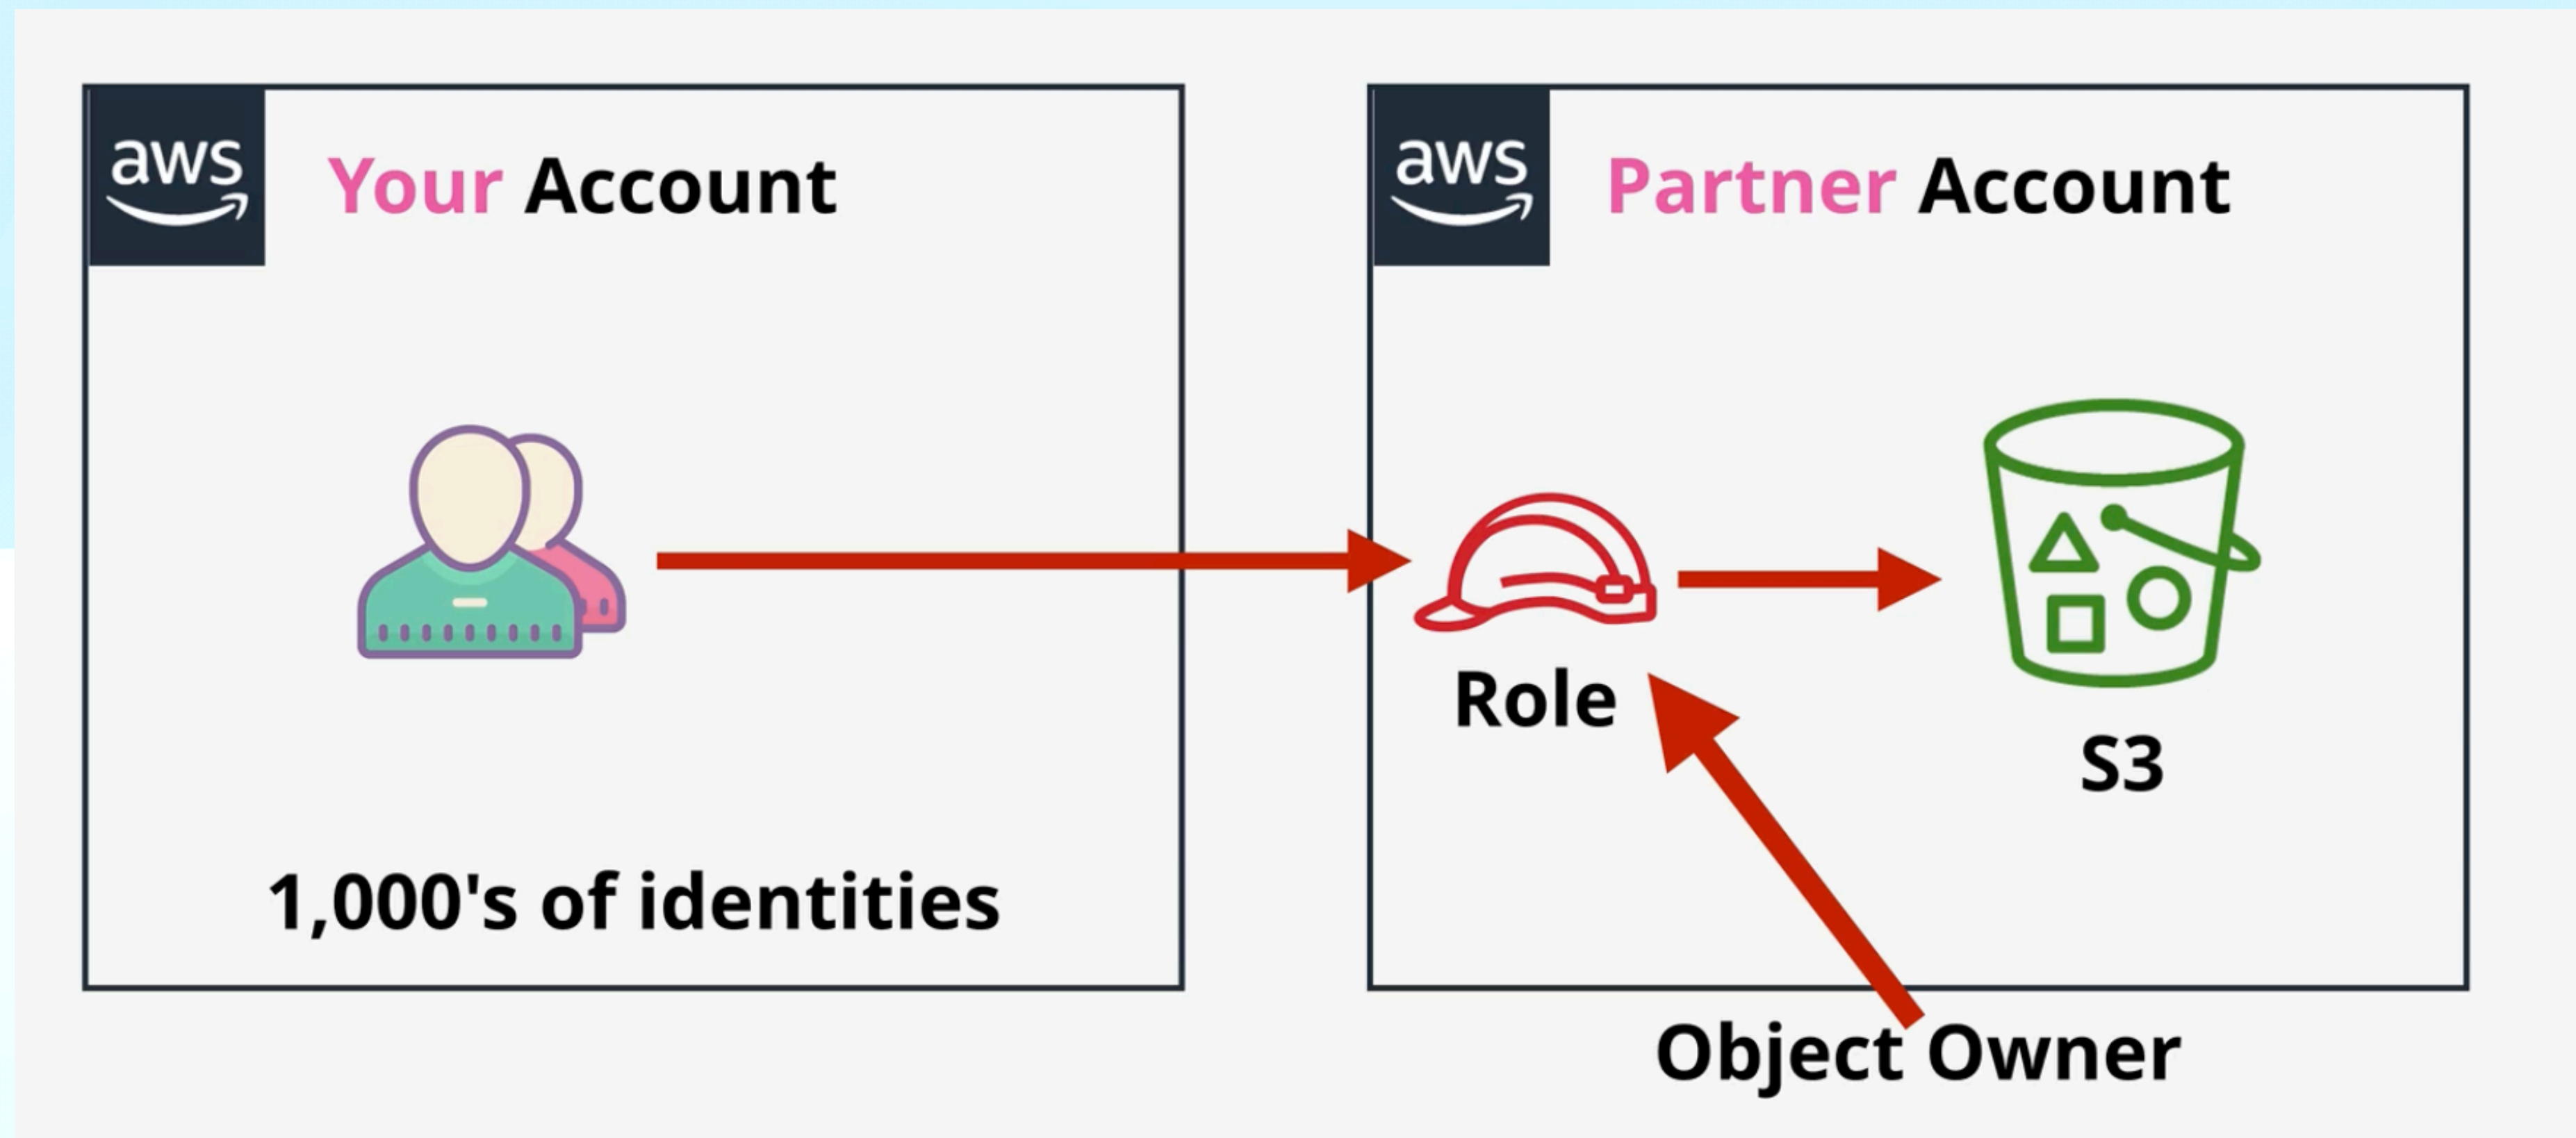 aws
Your Account
1,000's of identities
aws
Partner Account
Role
S3
Object Owner